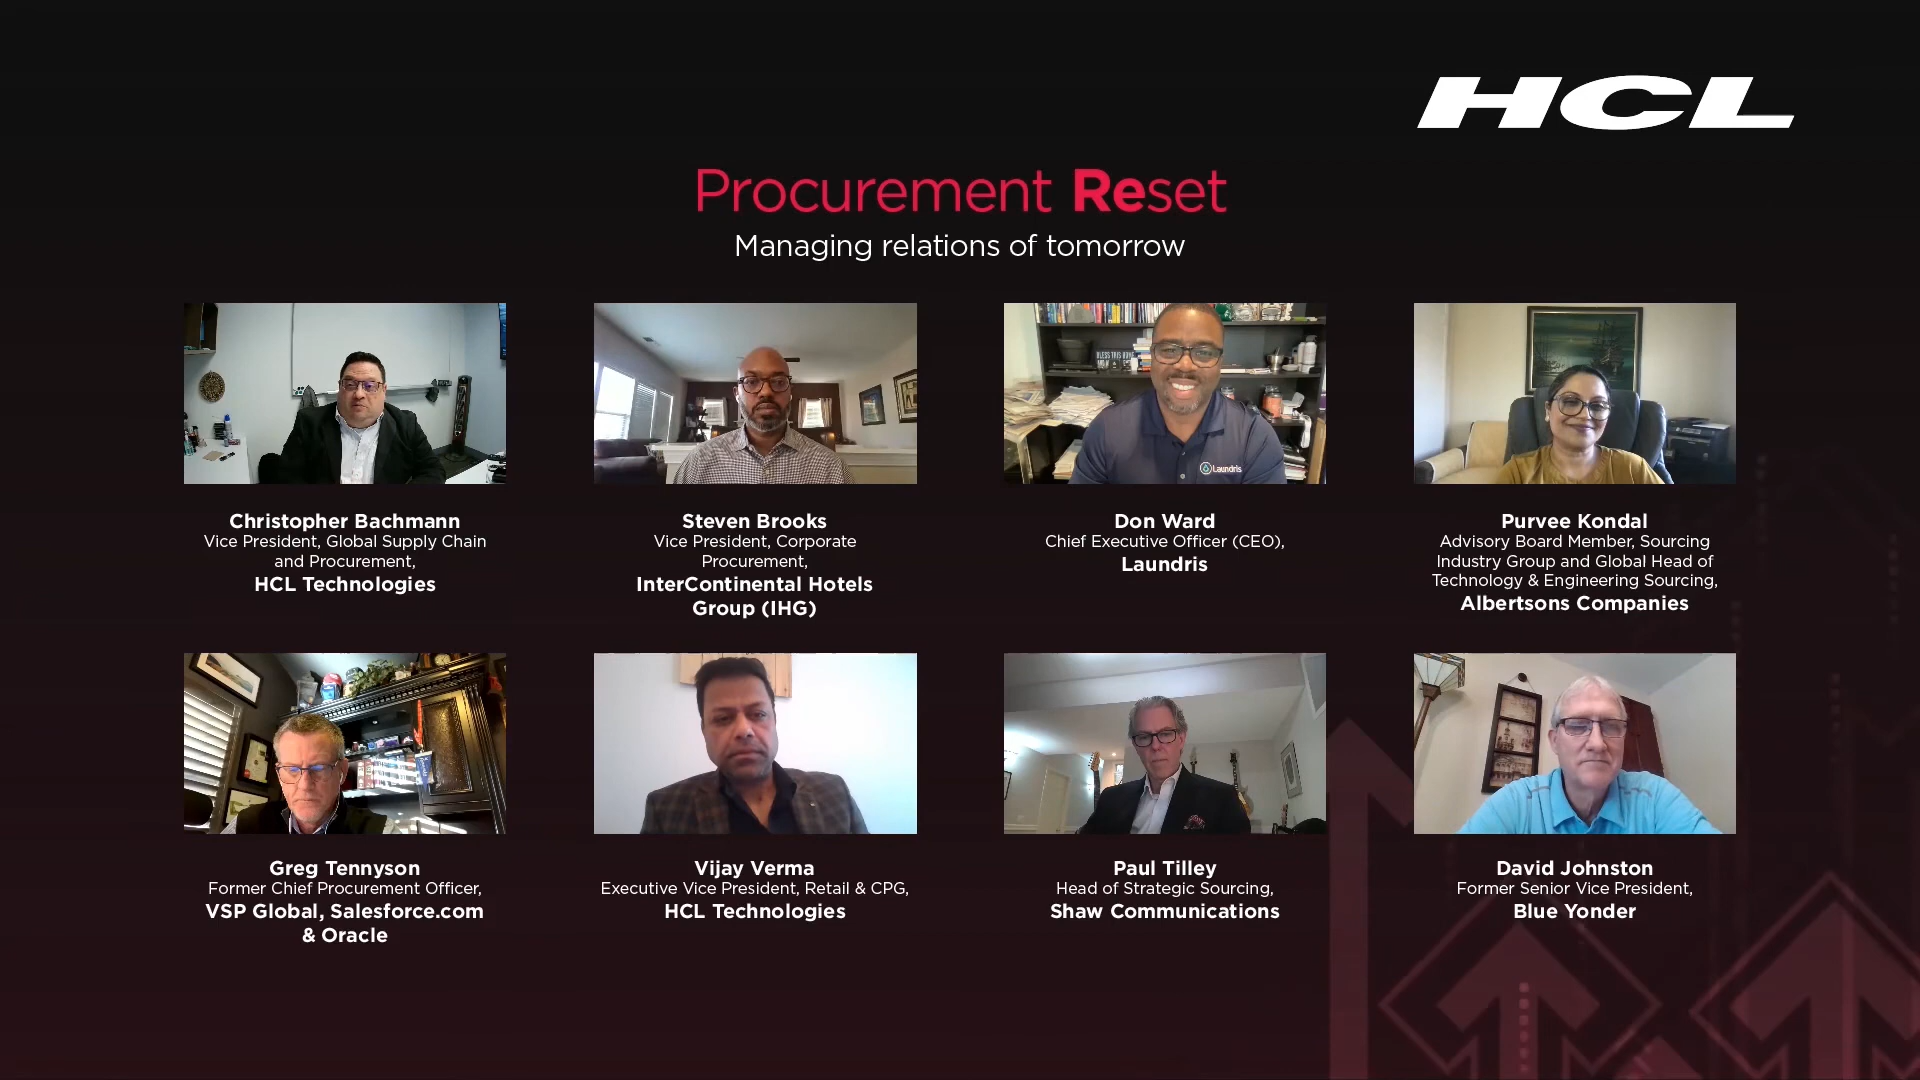 HCL
Procurement Reset
Managing relations of tomorrow
BLESS THIS HOME
Laundris
Christopher Bachmann
Vice President, Global Supply Chain
and Procurement,
HCL Technologies
Steven Brooks
Vice President, Corporate
Procurement,
InterContinental Hotels
Group (IHG)
Don Ward
Chief Executive Officer (CEO),
Laundris
Purvee Kondal
Advisory Board Member, Sourcing
Industry Group and Global Head of
Technology & Engineering Sourcing,
Albertsons Companies
Greg Tennyson
Former Chief Procurement Officer,
VSP Global, Salesforce.com
& Oracle
Vijay Verma
Executive Vice President, Retail & CPG,
HCL Technologies
Paul Tilley
Head of Strategic Sourcing,
Shaw Communications
David Johnston
Former Senior Vice President,
Blue Yonder